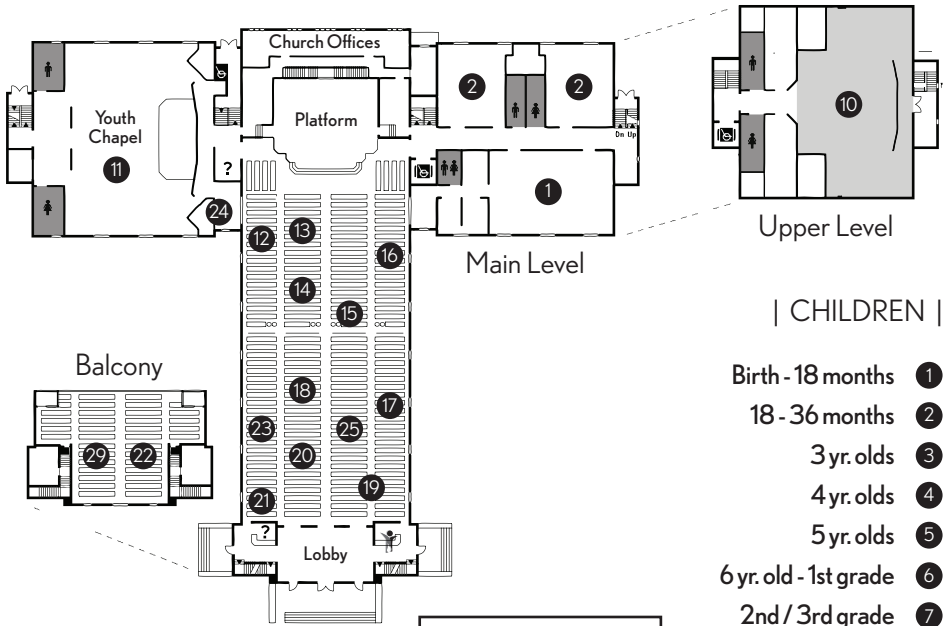 Church Offices
Youth
Chapel
11
Platform
?
24
2
2
Dn Up
1
10
Upper Level
Main Level
12
13
16
14
15
18
17
23
25
20
19
21
?
Lobby
Balcony
29
22
| CHILDREN |
Birth - 18 months 1
18 - 36 months 2
3 yr. olds 3
4 yr. olds 4
5 yr. olds 5
6 yr. old - 1st grade 6
2nd / 3rd grade 7